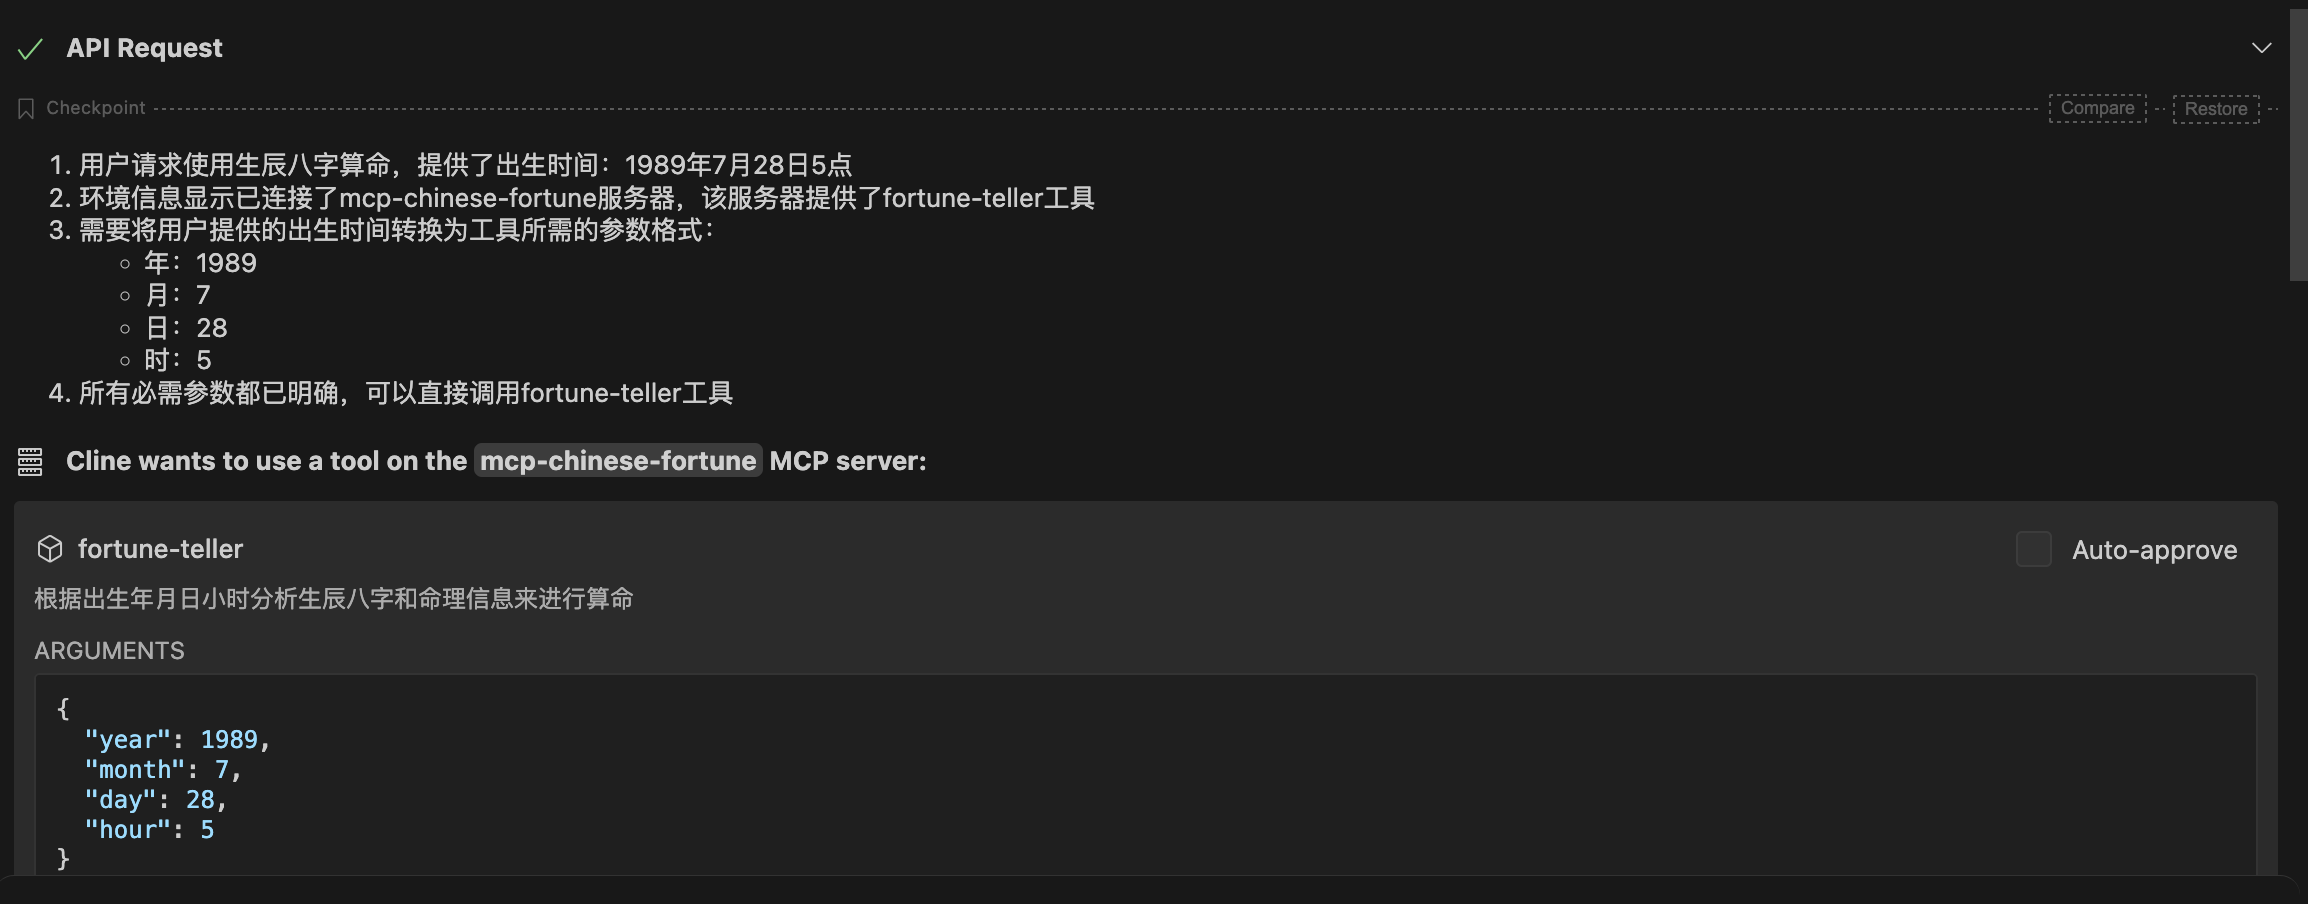 API Request
Checkpoint
Compare
Restore
1. 用户请求使用生辰八字算命，提供了出生时间：1989年7月28日5点
2. 环境信息显示已连接了mcp-chinese-fortune服务器，该服务器提供了fortune-teller工具
3. 需要将用户提供的出生时间转换为工具所需的参数格式：
年：1989
月：7
日：28
时：5
4. 所有必需参数都已明确，可以直接调用fortune-teller工具
Cline wants to use a tool on the mcp-chinese-fortune MCP server:
fortune-teller
Auto-approve
根据出生年月日小时分析生辰八字和命理信息来进行算命
ARGUMENTS
{
"year": 1989,
"month": 7,
"day": 28,
"hour": 5
}